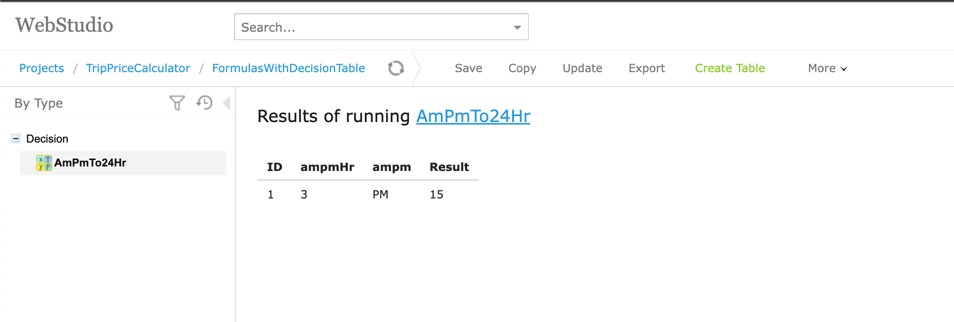 WebStudio
Search...
Projects / TripPriceCalculator / FormulasWithDecisionTable Save Copy Update Export Create Table More
By Type
Results of running AmPmTo24Hr
Decision
AmPmTo24Hr
ID ampmHr ampm Result
1 3 PM 15